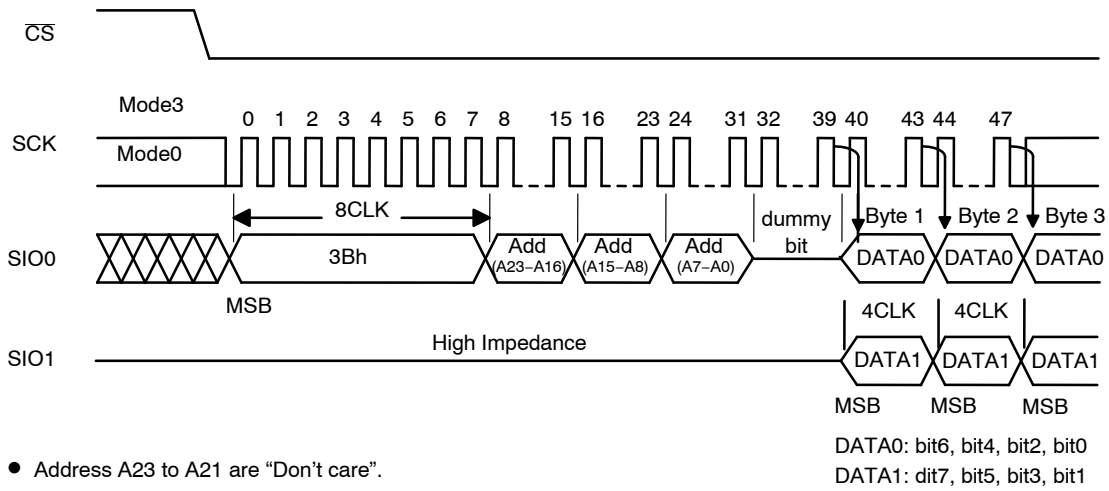 CS
Mode3
0 1 2 3 4 5 6 7 8 15 16 23 24 31 32 39 40 43 44 47
SCK
Mode0
8CLK
dummy
bit
Byte 1 Byte 2 Byte 3
SIO0
3Bh
Add
(A23–A16)
Add
(A15–A8)
Add
(A7–A0)
DATA0 DATA0 DATA0
MSB
4CLK 4CLK
High Impedance
SIO1
DATA1 DATA1 DATA1
MSB MSB MSB
DATA0: bit6, bit4, bit2, bit0
● Address A23 to A21 are “Don’t care”.
DATA1: dit7, bit5, bit3, bit1